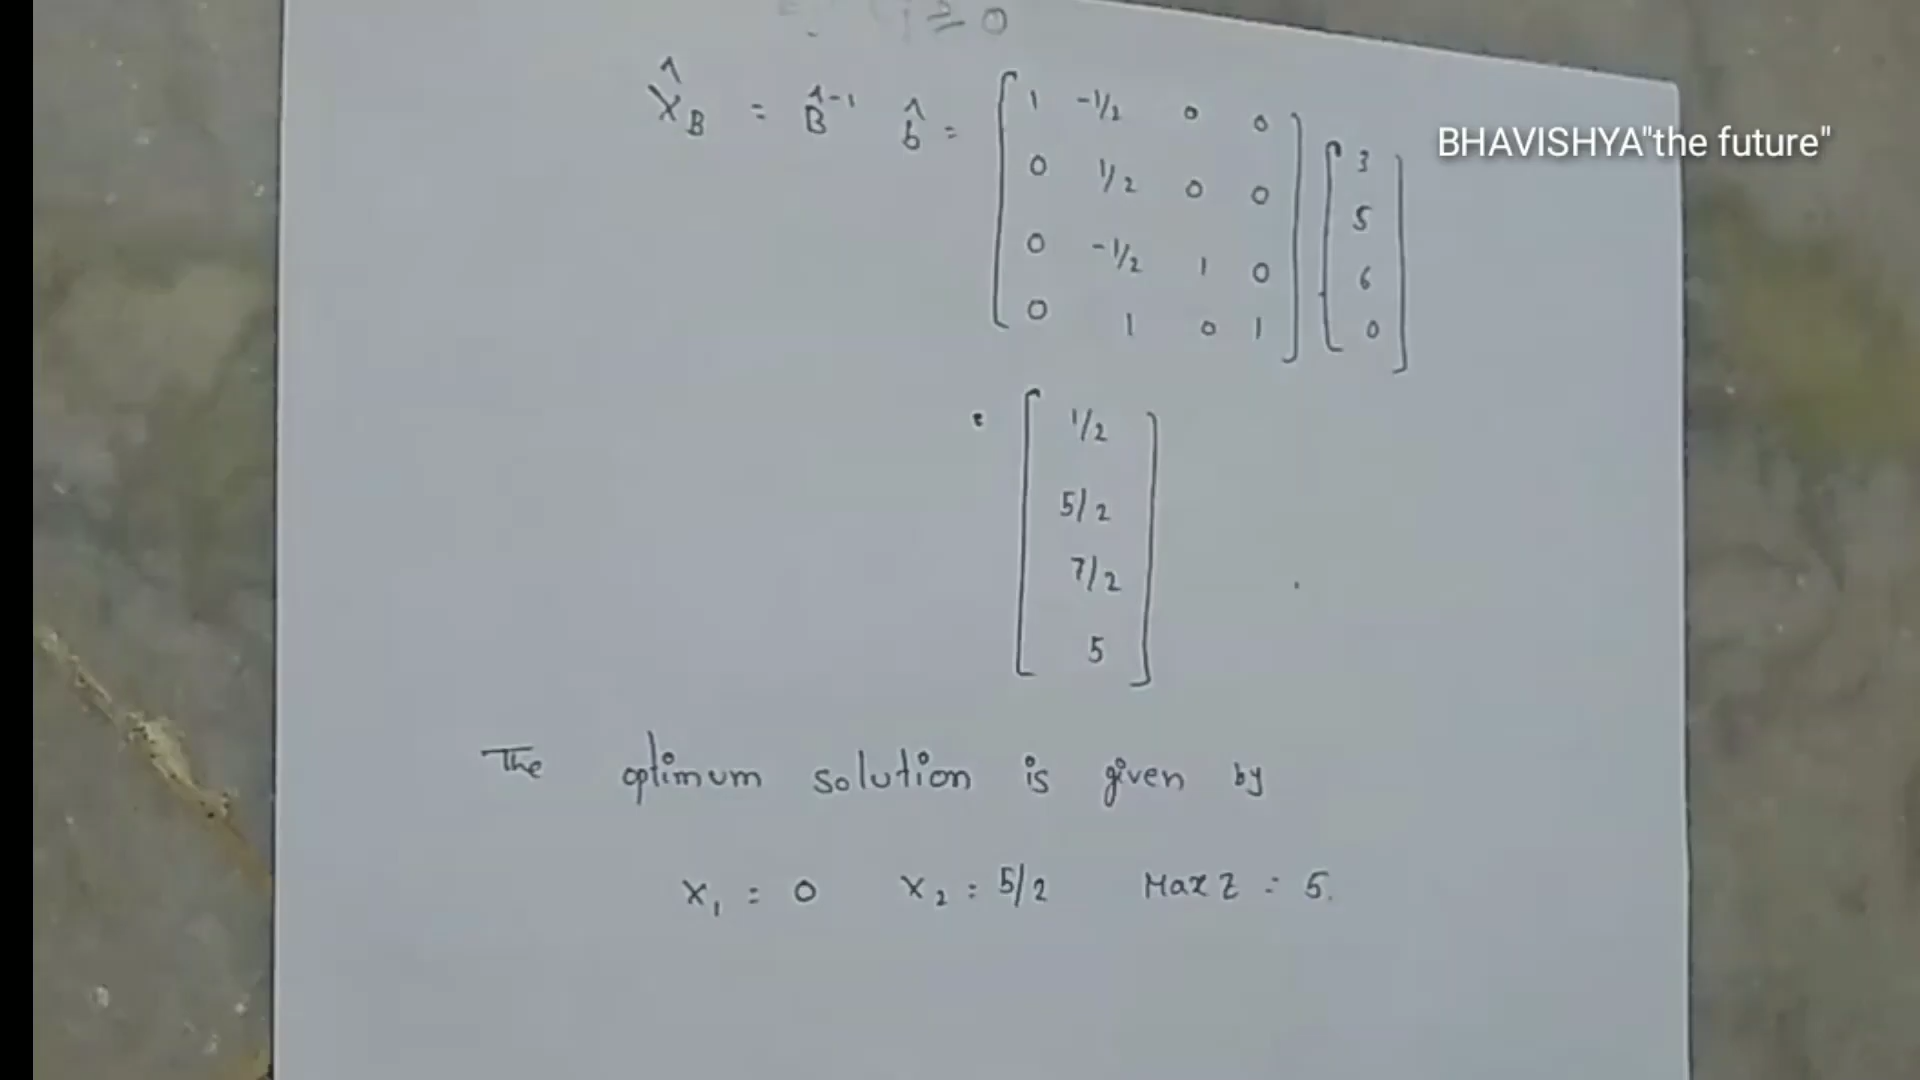 ≥ 0
X̂_B = B̂⁻¹ b̂ = [ 1 -1/2 0 0 ] [ 3 ]
BHAVISHYA"the future"
0 1/2 0 0 5
0 -1/2 1 0 6
0 1 0 1 0
= [ 1/2
5/2
7/2
5 ]
The optimum solution is given by
x₁ = 0 x₂ = 5/2 Max Z = 5.